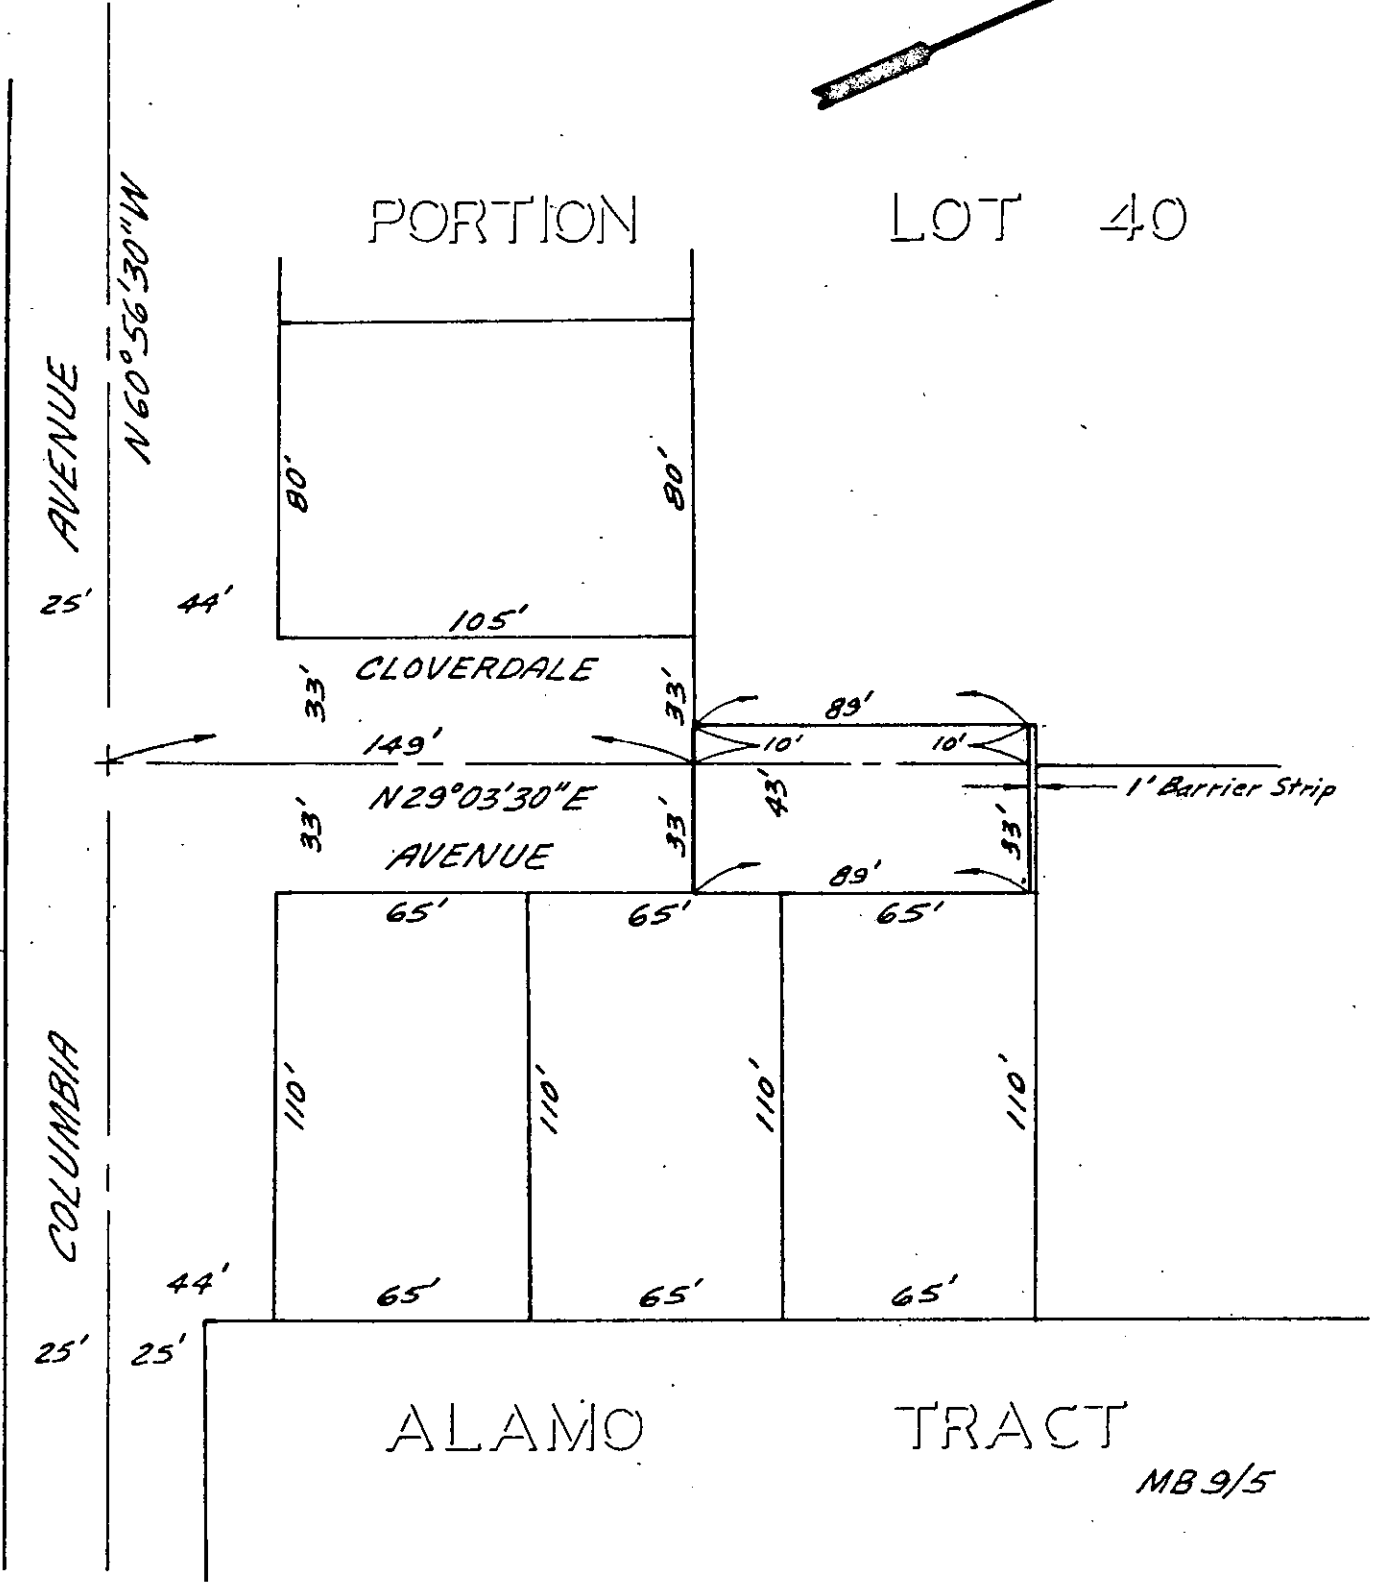 PORTION LOT 40
N60°56'30"W
AVENUE
80'
80'
25'
44'
105'
CLOVERDALE
33'
33'
89'
149'
10'
10'
N29°03'30"E
43'
1' Barrier Strip
33'
33'
33'
AVENUE
89'
65'
65'
65'
COLUMBIA
110'
110'
110'
110'
44'
65'
65'
65'
25'
25'
ALAMO TRACT
MB 9/5